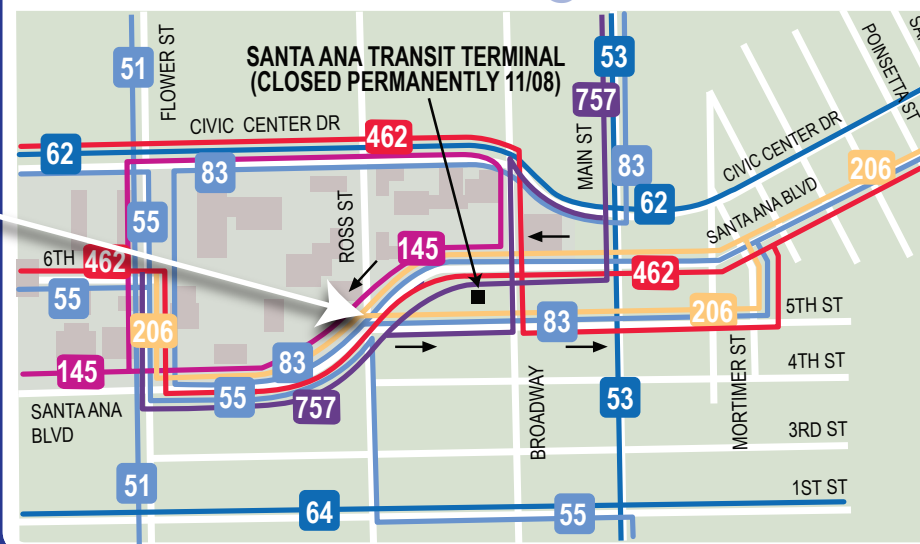 SANTA ANA TRANSIT TERMINAL
(CLOSED PERMANENTLY 11/08)
51
FLOWER ST
53
757
MAIN ST
POINSETTA ST
CIVIC CENTER DR
462
62
83
83
CIVIC CENTER DR
62
206
SANTA ANA BLVD
55
ROSS ST
145
6TH
462
462
55
206
206
5TH ST
83
83
145
55
757
4TH ST
SANTA ANA
BLVD
BROADWAY
53
MORTIMER ST
3RD ST
51
1ST ST
64
55